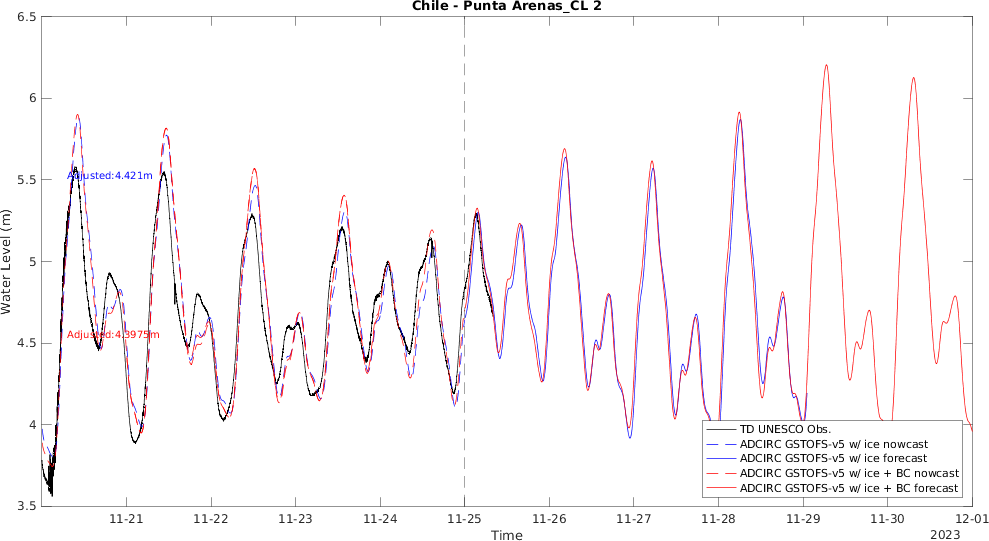 Chile - Punta Arenas_CL 2
Water Level (m)
6.5
6
5.5
5
4.5
4
3.5
Adjusted:4.421m
Adjusted:4.3975m
TD UNESCO Obs.
ADCIRC GSTOFS-v5 w/ ice nowcast
ADCIRC GSTOFS-v5 w/ ice forecast
ADCIRC GSTOFS-v5 w/ ice + BC nowcast
ADCIRC GSTOFS-v5 w/ ice + BC forecast
11-21 11-22 11-23 11-24 11-25 11-26 11-27 11-28 11-29 11-30 12-01
Time
2023